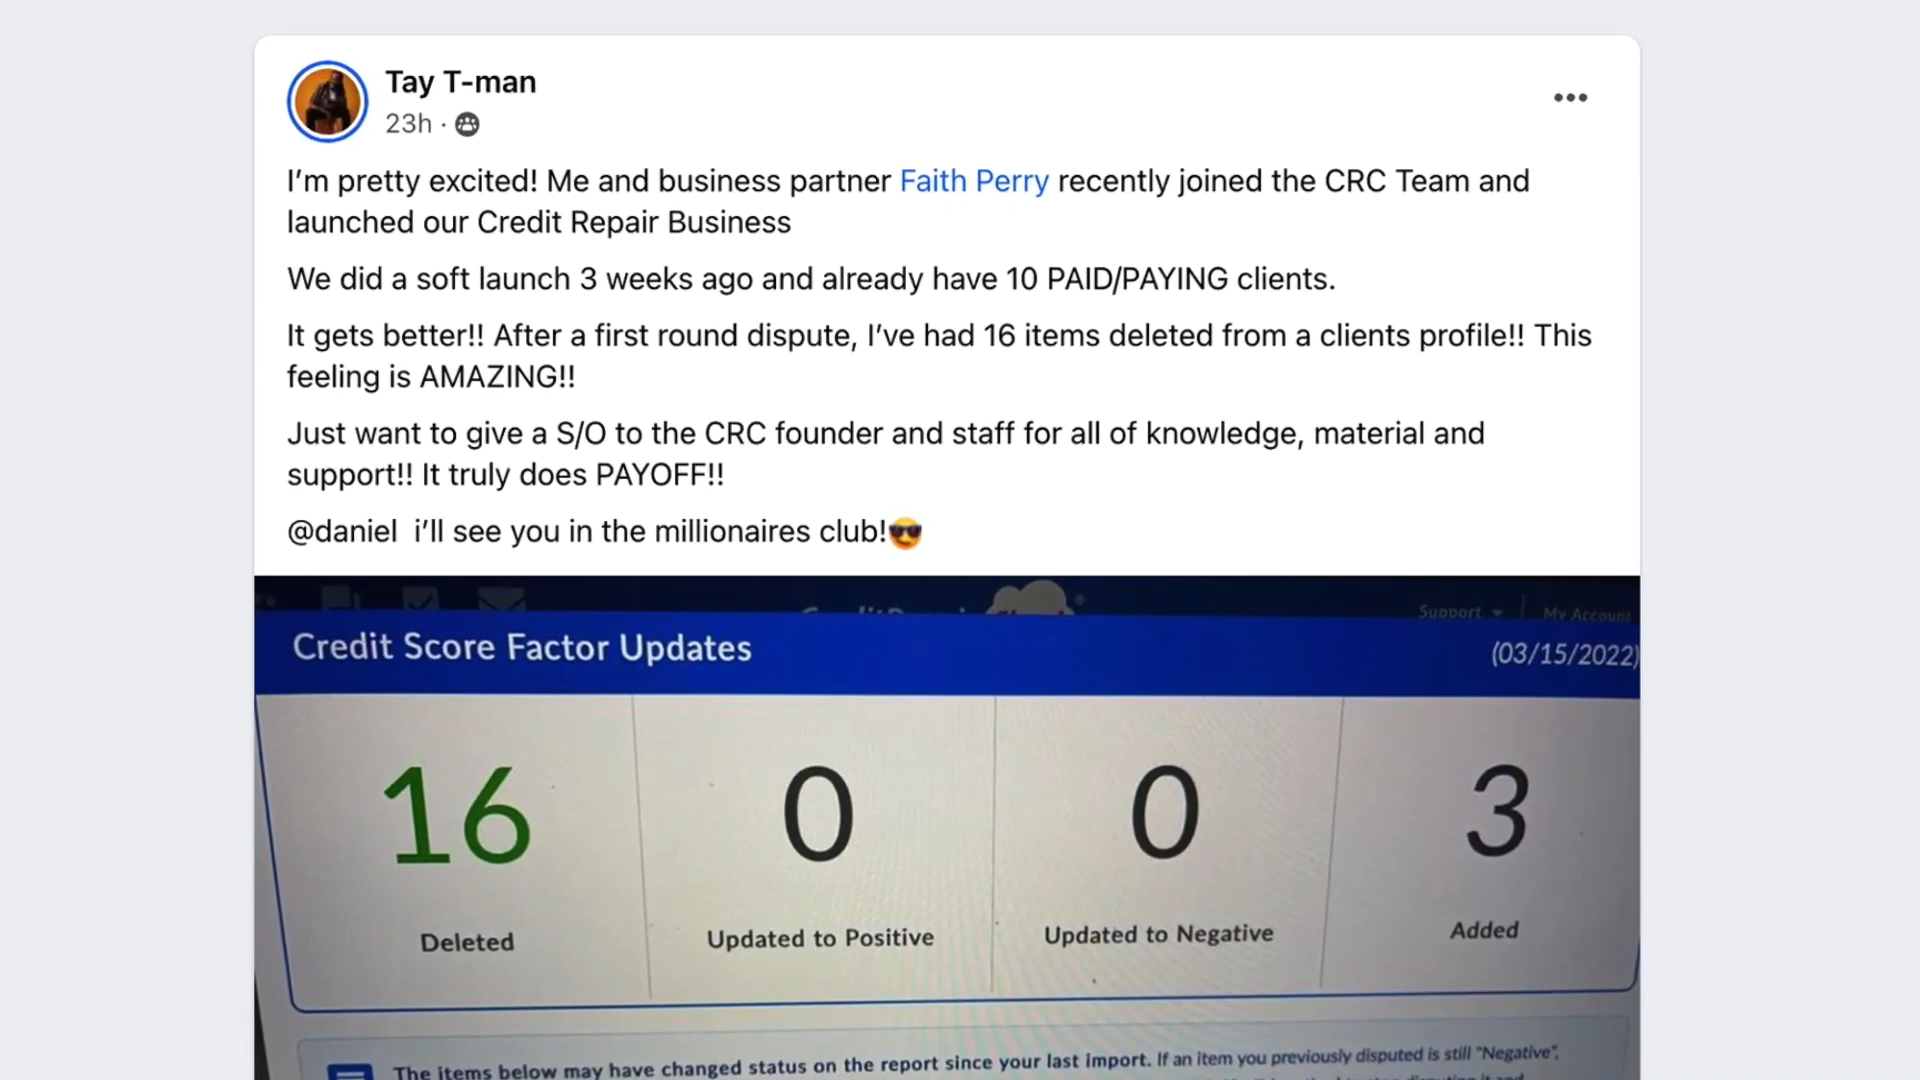 Tay T-man
23h ·
I'm pretty excited! Me and business partner Faith Perry recently joined the CRC Team and
launched our Credit Repair Business
We did a soft launch 3 weeks ago and already have 10 PAID/PAYING clients.
It gets better!! After a first round dispute, I've had 16 items deleted from a clients profile!! This
feeling is AMAZING!!
Just want to give a S/O to the CRC founder and staff for all of knowledge, material and
support!! It truly does PAYOFF!!
@daniel i'll see you in the millionaires club!😎
Support My Account
Credit Score Factor Updates (03/15/2022)
16 0 0 3
Deleted Updated to Positive Updated to Negative Added
The items below may have changed status on the report since your last import. If an item you previously disputed is still "Negative",